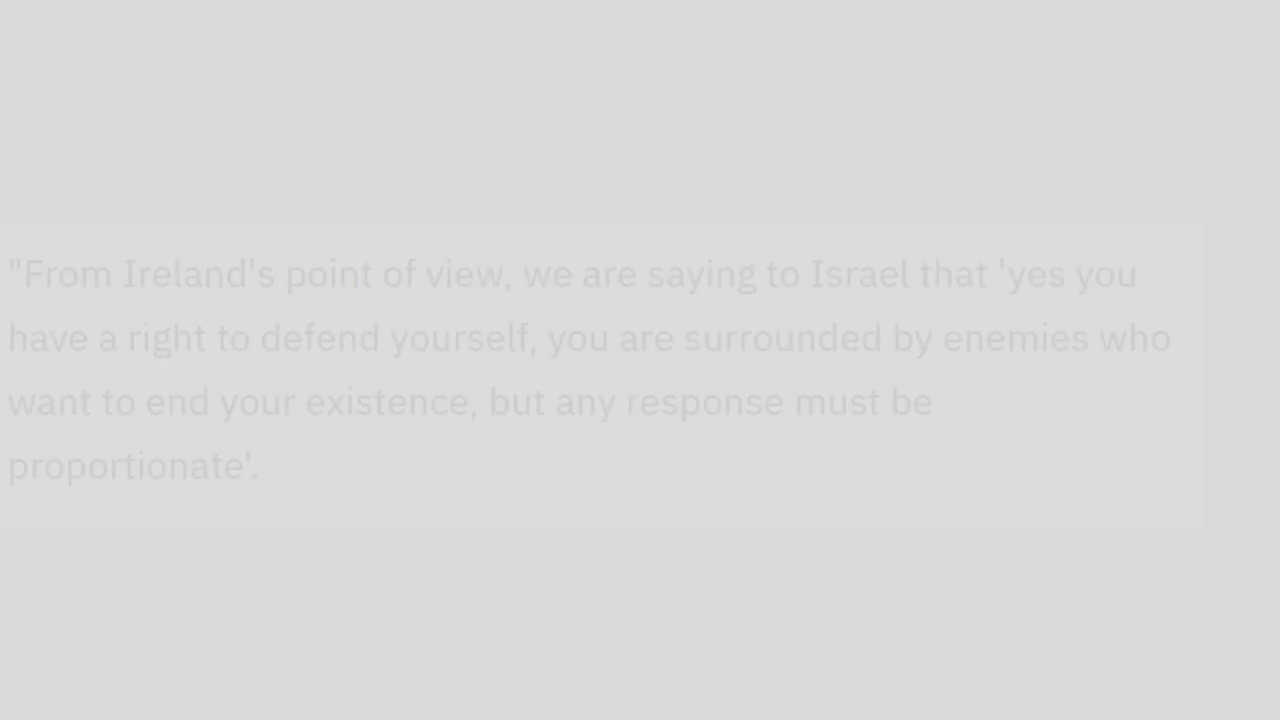 "From Ireland's point of view, we are saying to Israel that 'yes you
have a right to defend yourself, you are surrounded by enemies who
want to end your existence, but any response must be
proportionate'.